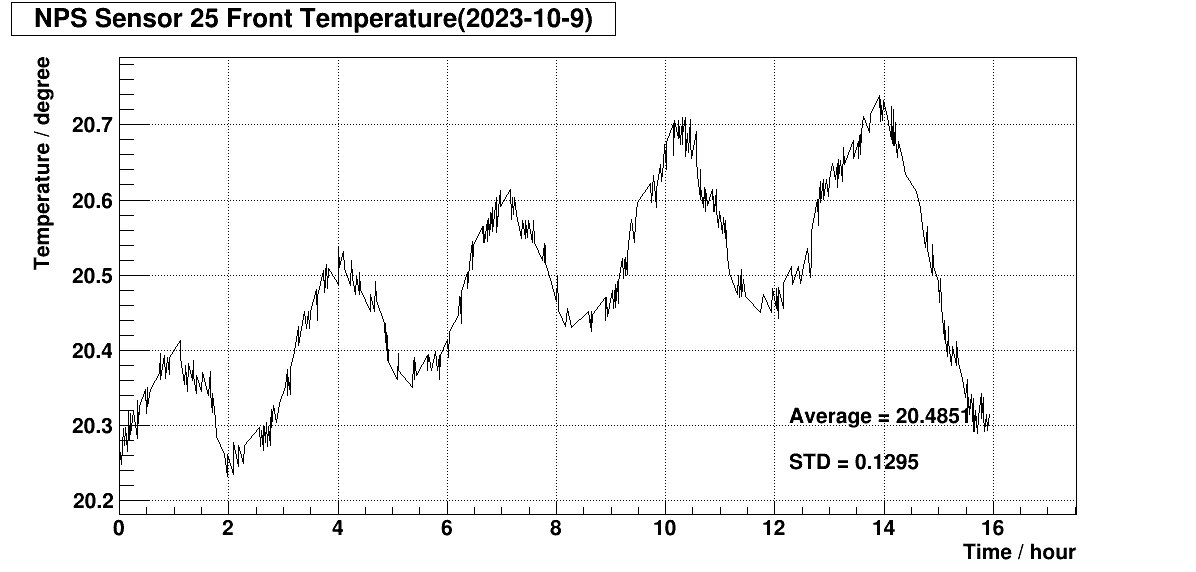 NPS Sensor 25 Front Temperature(2023-10-9)
Temperature / degree
20.7
20.6
20.5
20.4
20.3
20.2
Average = 20.4851
STD = 0.1295
0 2 4 6 8 10 12 14 16
Time / hour